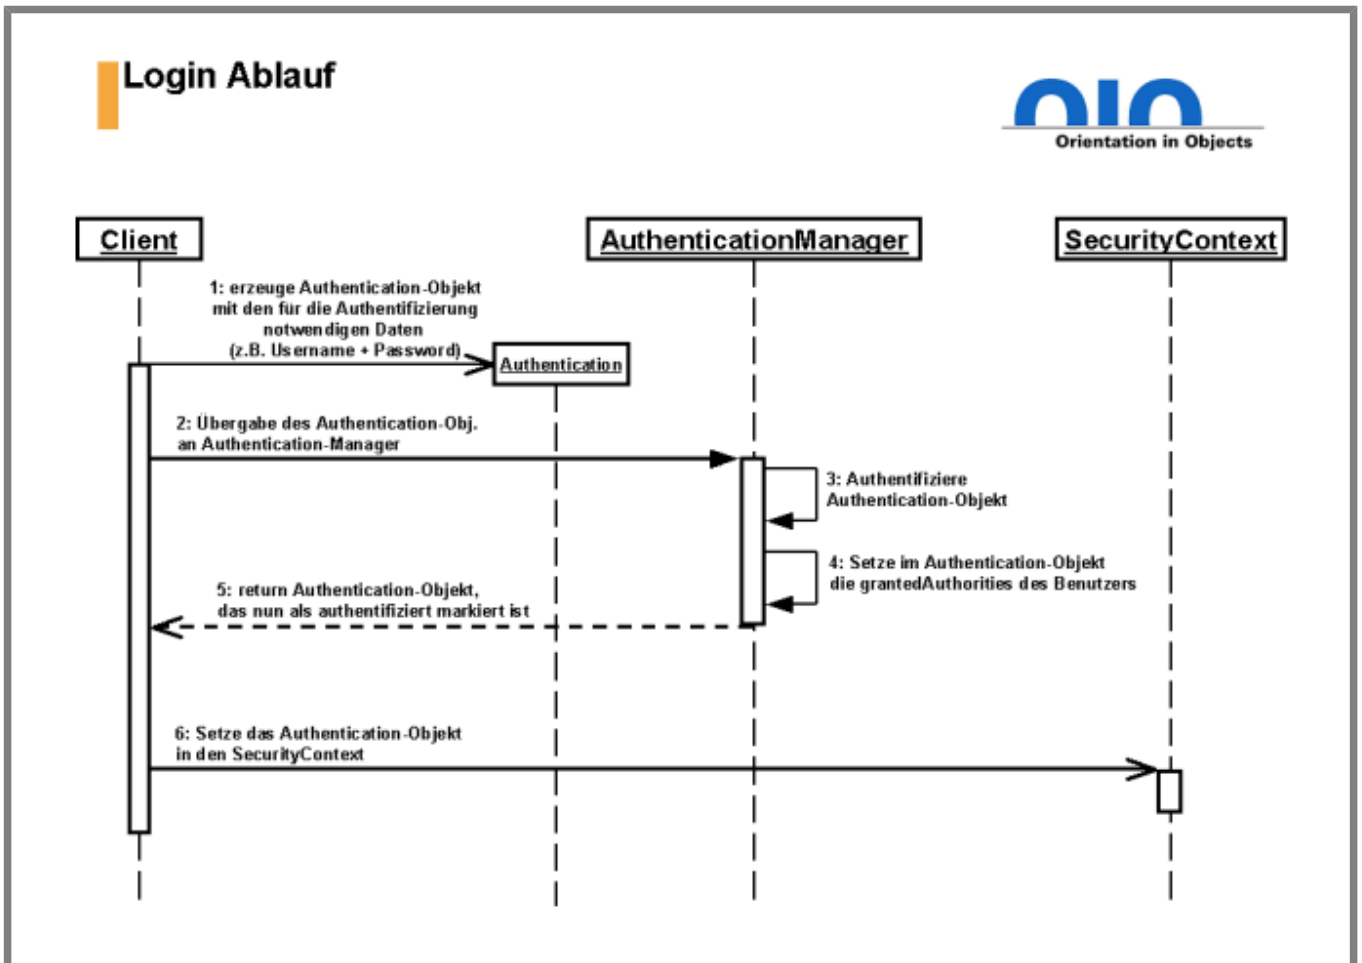 Login Ablauf
OIO
Orientation in Objects
Client
AuthenticationManager
SecurityContext
1: erzeuge Authentication-Objekt
mit den für die Authentifizierung
notwendigen Daten
(z.B. Username + Password)
Authentication
2: Übergabe des Authentication-Obj.
an Authentication-Manager
3: Authentifiziere
Authentication-Objekt
4: Setze im Authentication-Objekt
die grantedAuthorities des Benutzers
5: return Authentication-Objekt,
das nun als authentifiziert markiert ist
6: Setze das Authentication-Objekt
in den SecurityContext